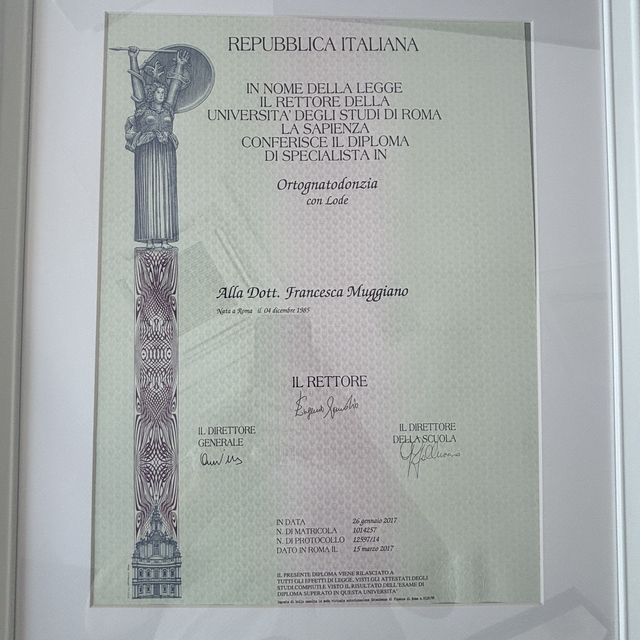 REPUBBLICA ITALIANA
IN NOME DELLA LEGGE
IL RETTORE DELLA
UNIVERSITA' DEGLI STUDI DI ROMA
LA SAPIENZA
CONFERISCE IL DIPLOMA
DI SPECIALISTA IN
Ortognatodonzia
con Lode
Alla Dott. Francesca Muggiano
Nata a Roma il 04 dicembre 1985
IL RETTORE
IL DIRETTORE
GENERALE
IL DIRETTORE
DELLA SCUOLA
IN DATA 26 gennaio 2017
N. DI MATRICOLA 1014257
N. DI PROTOCOLLO 12597/14
DATO IN ROMA IL 15 marzo 2017
IL PRESENTE DIPLOMA VIENE RILASCIATO A
TUTTI GLI EFFETTI DI LEGGE, VISTI GLI ATTESTATI DEGLI
STUDI COMPIUTI E VISTO IL RISULTATO DELL'ESAME DI
DIPLOMA SUPERATO IN QUESTA UNIVERSITA'